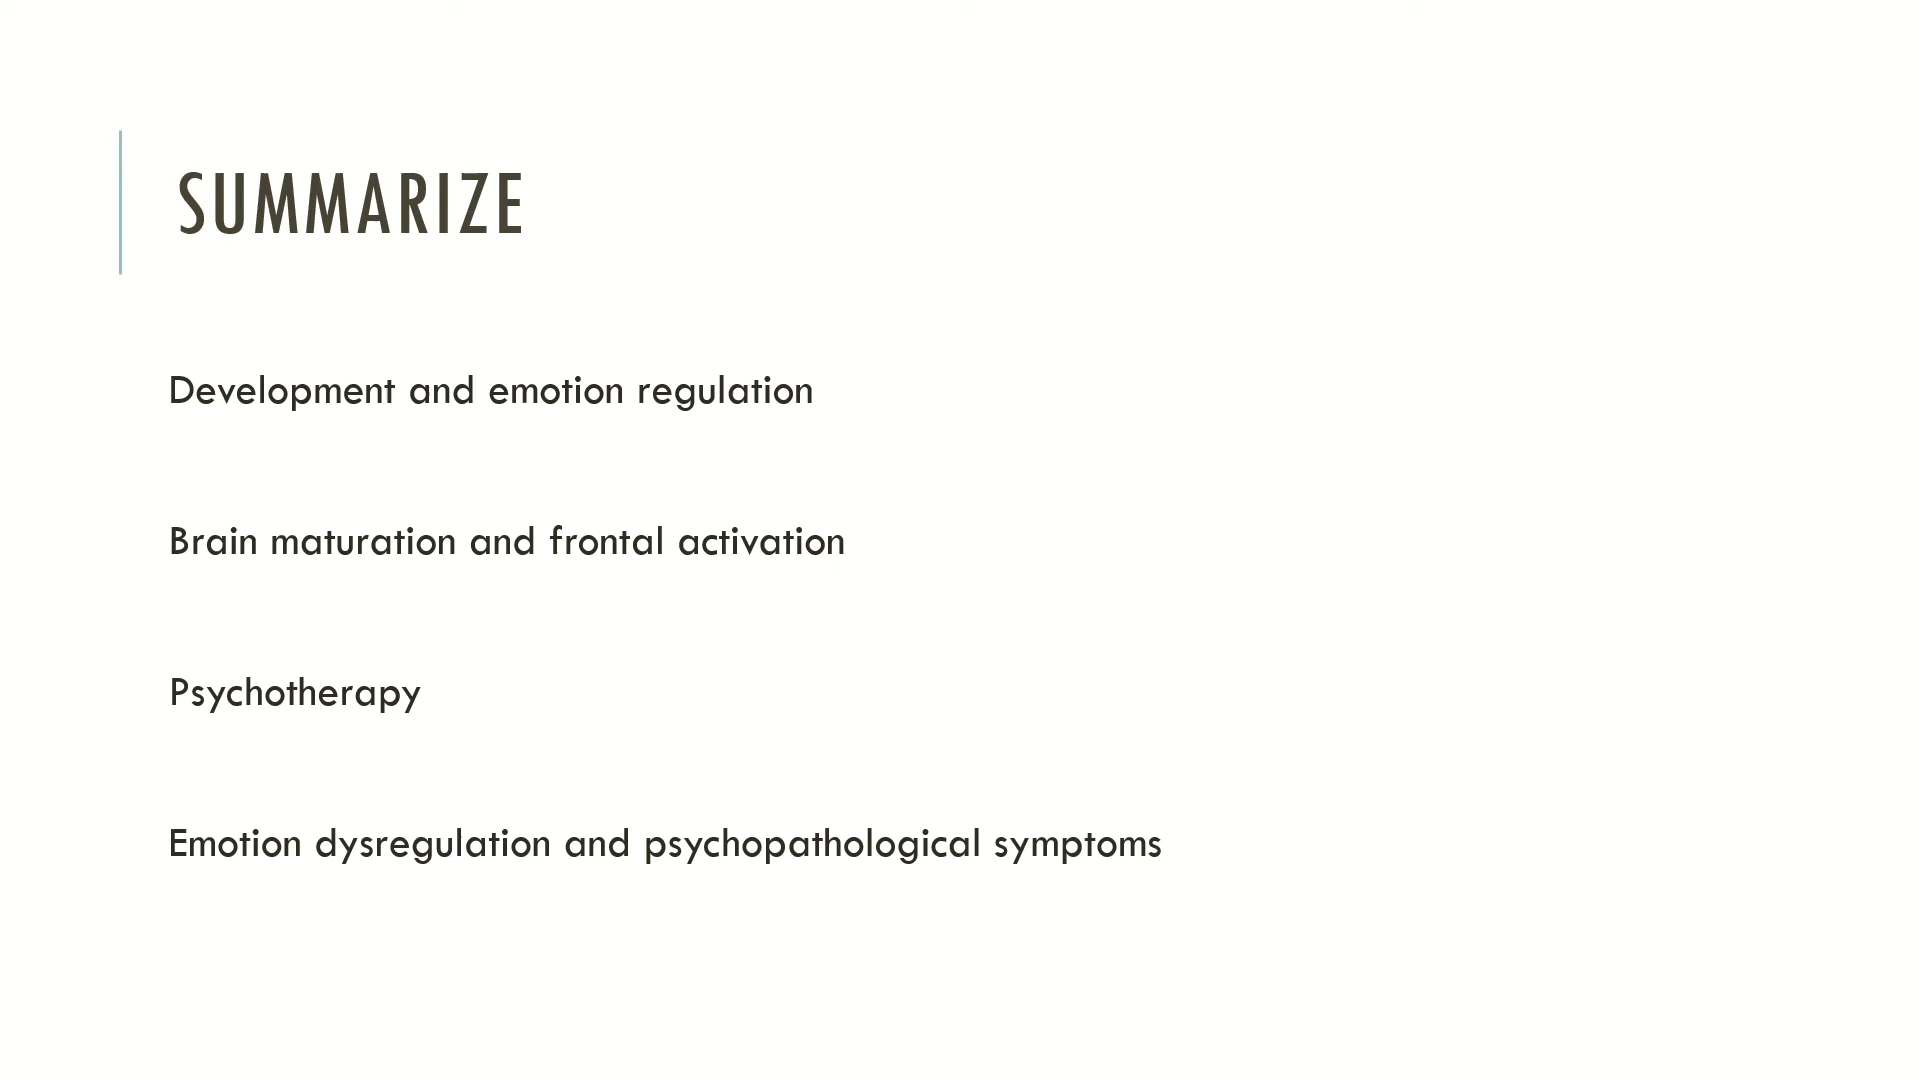 SUMMARIZE
Development and emotion regulation
Brain maturation and frontal activation
Psychotherapy
Emotion dysregulation and psychopathological symptoms